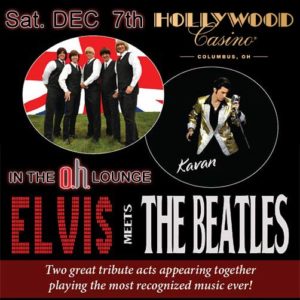 Sat. DEC 7th
HOLLYWOOD
Casino
COLUMBUS, OH
Kavan
IN THE O.h LOUNGE
ELVIS MEETS THE BEATLES
Two great tribute acts appearing together
playing the most recognized music ever!